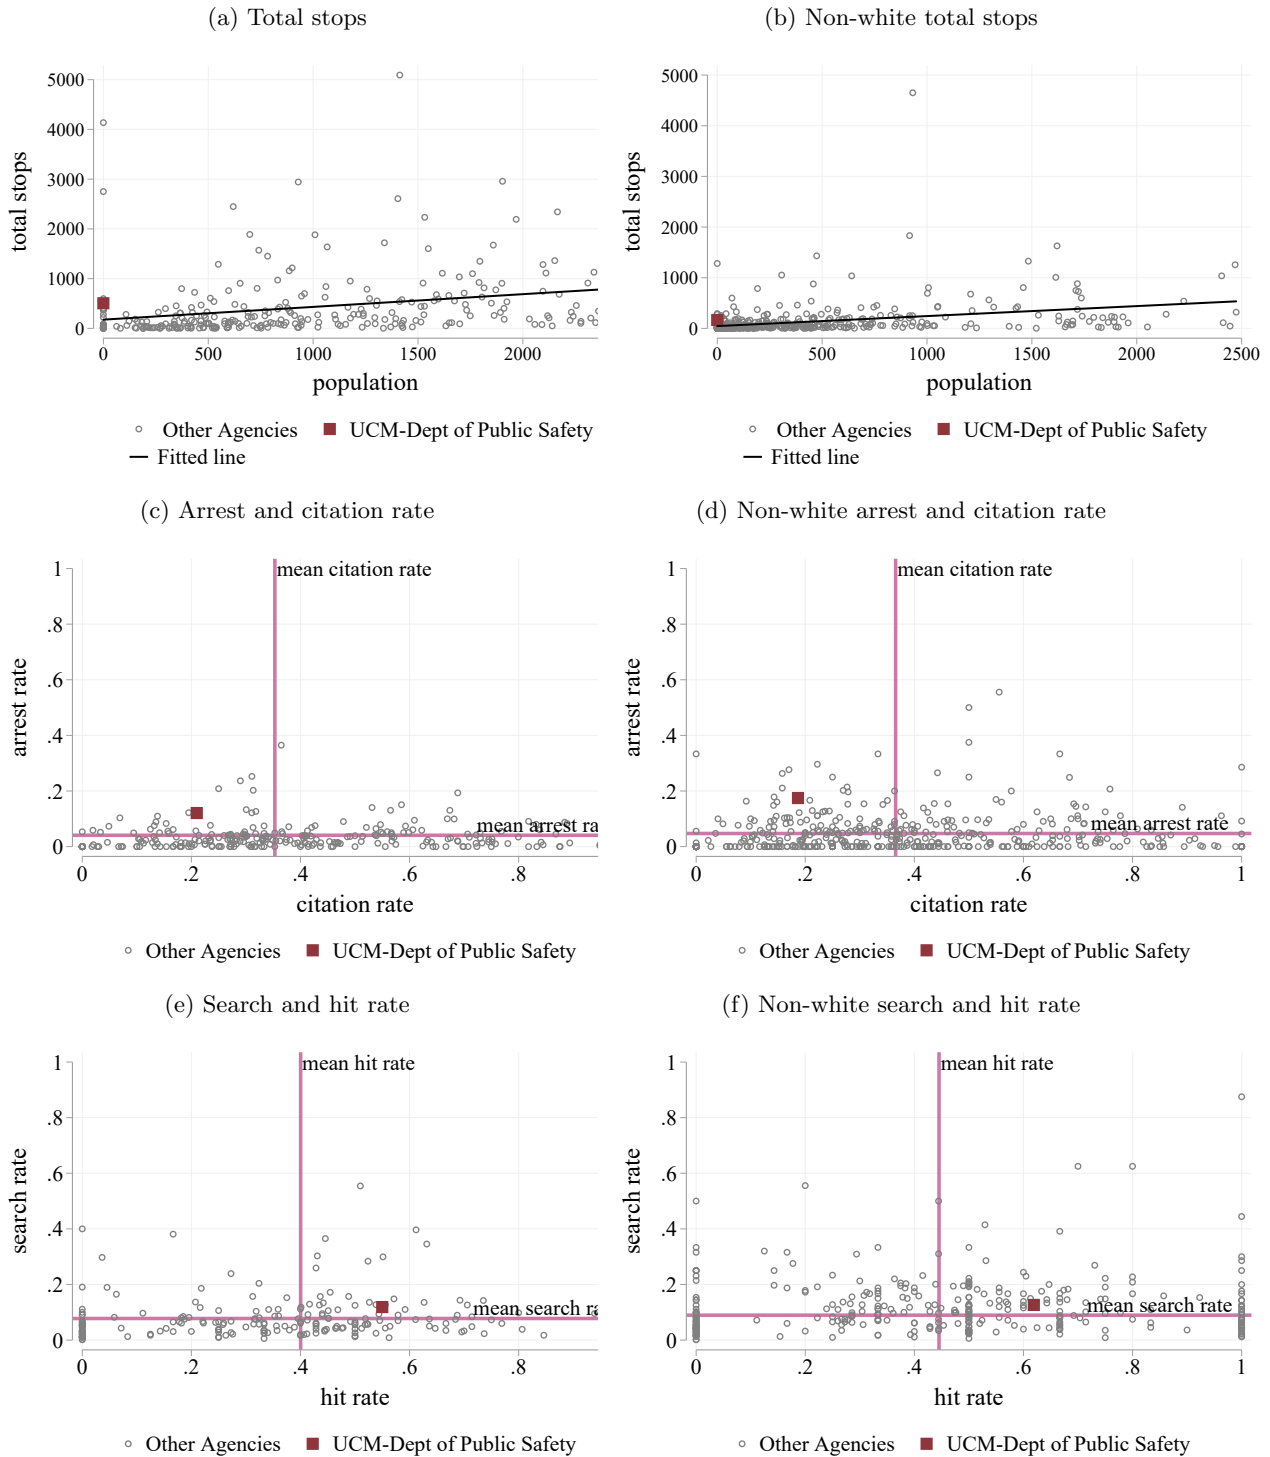 (a) Total stops
(b) Non-white total stops
total stops
5000
4000
3000
2000
1000
0
0 500 1000 1500 2000
population
Other Agencies UCM-Dept of Public Safety
Fitted line
total stops
5000
4000
3000
2000
1000
0
0 500 1000 1500 2000 2500
population
Other Agencies UCM-Dept of Public Safety
Fitted line
(c) Arrest and citation rate
(d) Non-white arrest and citation rate
arrest rate
1
.8
.6
.4
.2
0
mean citation rate
mean arrest ra
0 .2 .4 .6 .8
citation rate
Other Agencies UCM-Dept of Public Safety
arrest rate
1
.8
.6
.4
.2
0
mean citation rate
mean arrest rate
0 .2 .4 .6 .8 1
citation rate
Other Agencies UCM-Dept of Public Safety
(e) Search and hit rate
(f) Non-white search and hit rate
search rate
1
.8
.6
.4
.2
0
mean hit rate
mean search ra
0 .2 .4 .6 .8
hit rate
Other Agencies UCM-Dept of Public Safety
search rate
1
.8
.6
.4
.2
0
mean hit rate
mean search rate
0 .2 .4 .6 .8 1
hit rate
Other Agencies UCM-Dept of Public Safety